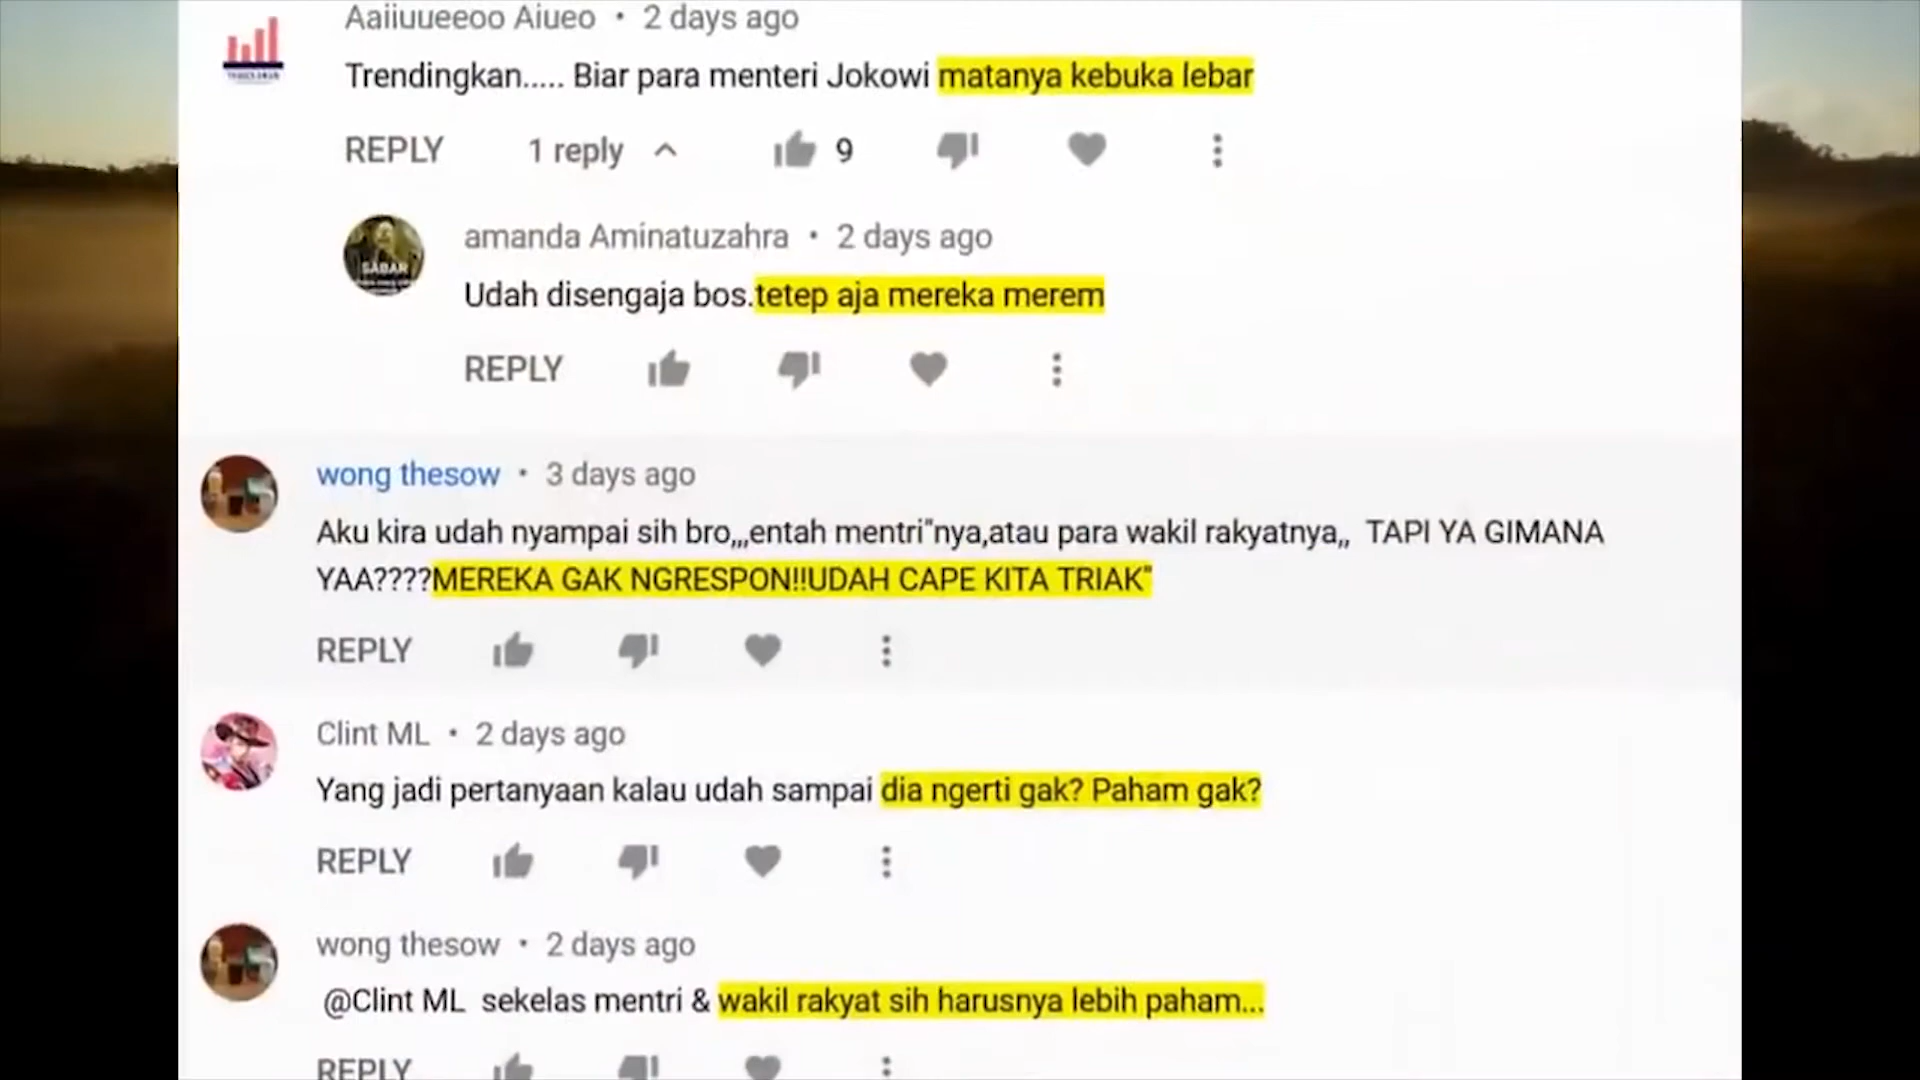 Aaiiuueeoo Aiueo • 2 days ago
Trendingkan..... Biar para menteri Jokowi matanya kebuka lebar
REPLY 1 reply 9
amanda Aminatuzahra • 2 days ago
SABAR
Udah disengaja bos.tetep aja mereka merem
REPLY
wong thesow • 3 days ago
Aku kira udah nyampai sih bro,,,entah mentri"nya,atau para wakil rakyatnya,, TAPI YA GIMANA
YAA????MEREKA GAK NGRESPON!!UDAH CAPE KITA TRIAK"
REPLY
Clint ML • 2 days ago
Yang jadi pertanyaan kalau udah sampai dia ngerti gak? Paham gak?
REPLY
wong thesow • 2 days ago
@Clint ML sekelas mentri & wakil rakyat sih harusnya lebih paham...
REPLY